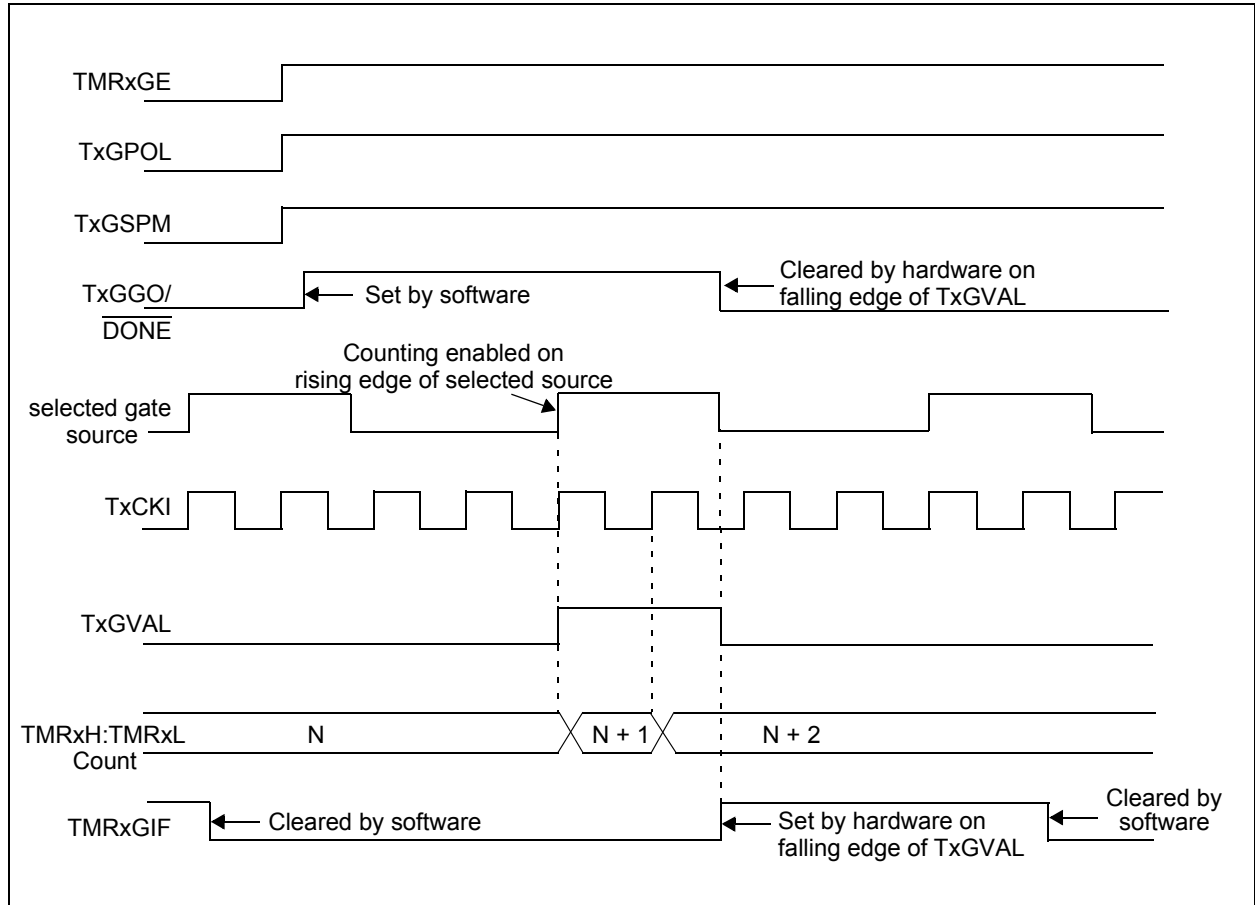 TMRxGE
TxGPOL
TxGSPM
TxGGO/
DONE
Set by software
Cleared by hardware on
falling edge of TxGVAL
Counting enabled on
rising edge of selected source
selected gate
source
TxCKI
TxGVAL
TMRxH:TMRxL
Count
N
N + 1
N + 2
TMRxGIF
Cleared by software
Set by hardware on
falling edge of TxGVAL
Cleared by
software